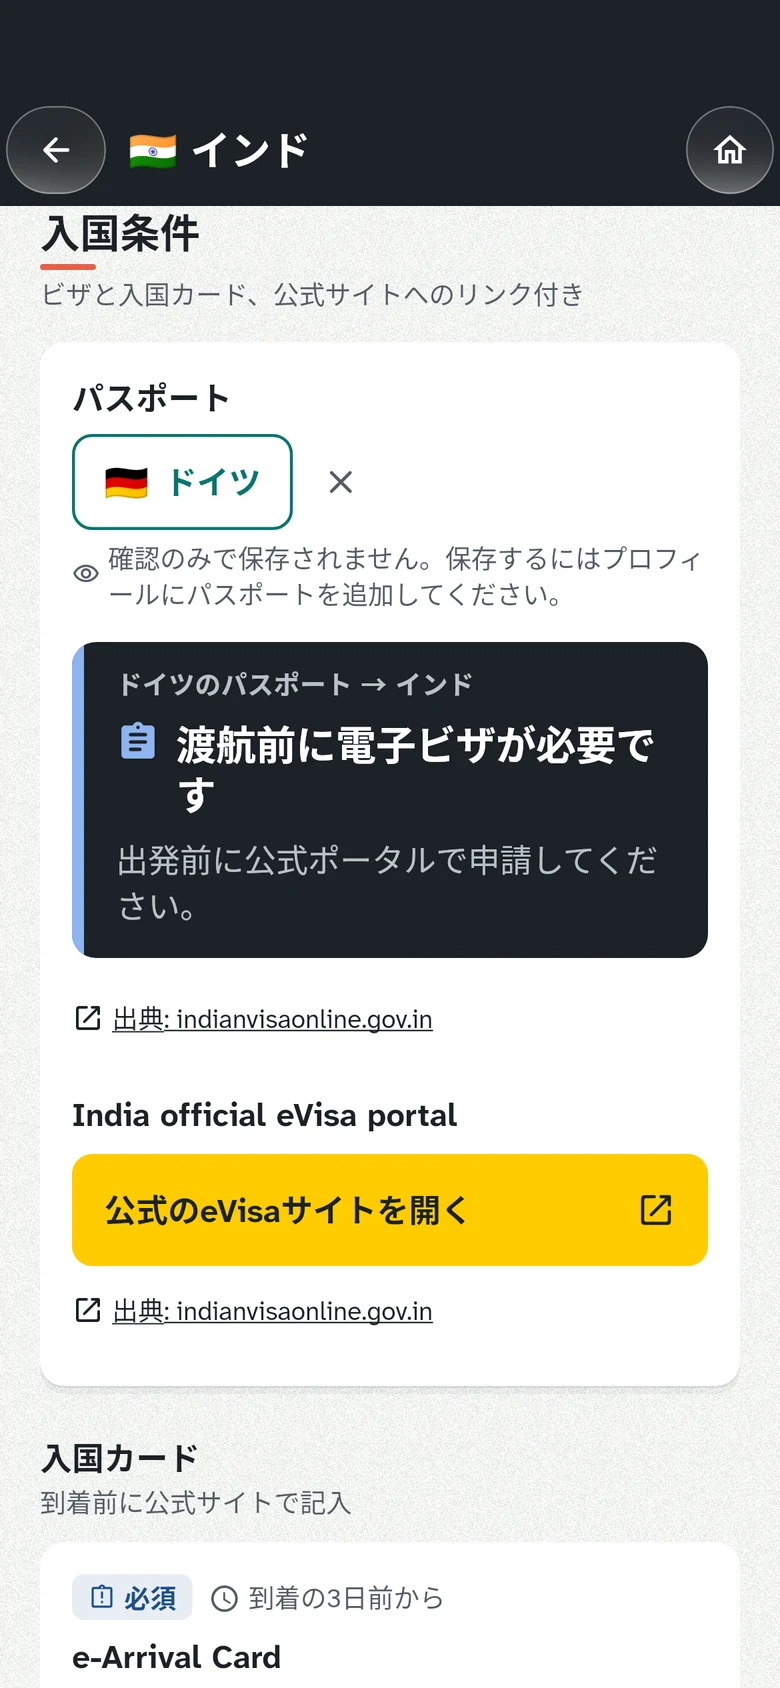 インド
入国条件
ビザと入国カード、公式サイトへのリンク付き
パスポート
ドイツ
確認のみで保存されません。保存するにはプロフィ
ールにパスポートを追加してください。
ドイツのパスポート → インド
渡航前に電子ビザが必要で
す
出発前に公式ポータルで申請してくだ
さい。
出典: indianvisaonline.gov.in
India official eVisa portal
公式のeVisaサイトを開く
出典: indianvisaonline.gov.in
入国カード
到着前に公式サイトで記入
必須 到着の3日前から
e-Arrival Card